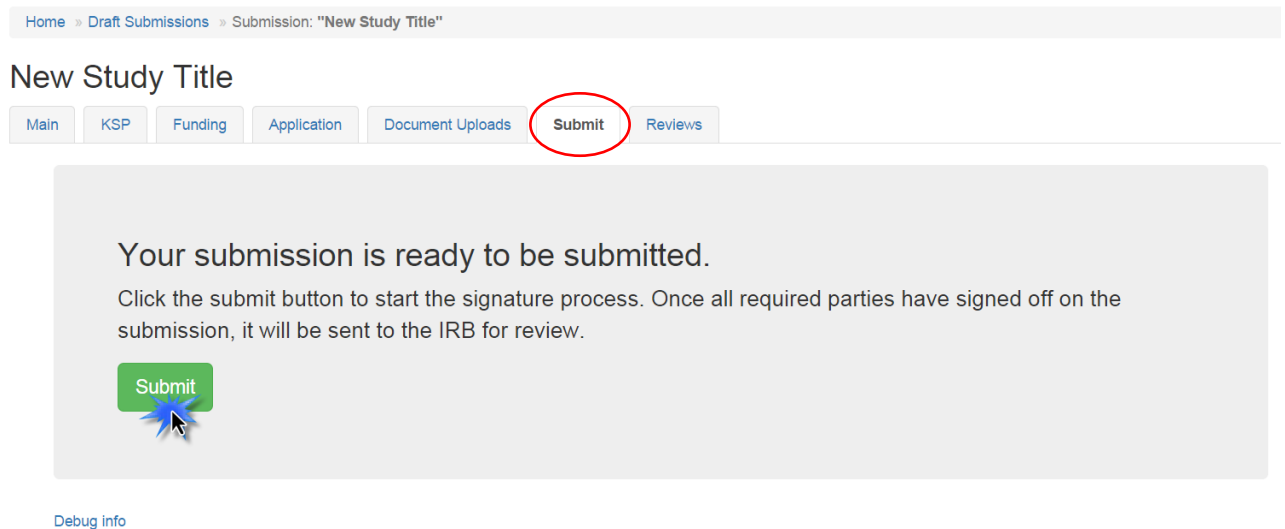 Home » Draft Submissions » Submission: "New Study Title"
New Study Title
Main KSP Funding Application Document Uploads Submit Reviews
Your submission is ready to be submitted.
Click the submit button to start the signature process. Once all required parties have signed off on the
submission, it will be sent to the IRB for review.
Submit
Debug info